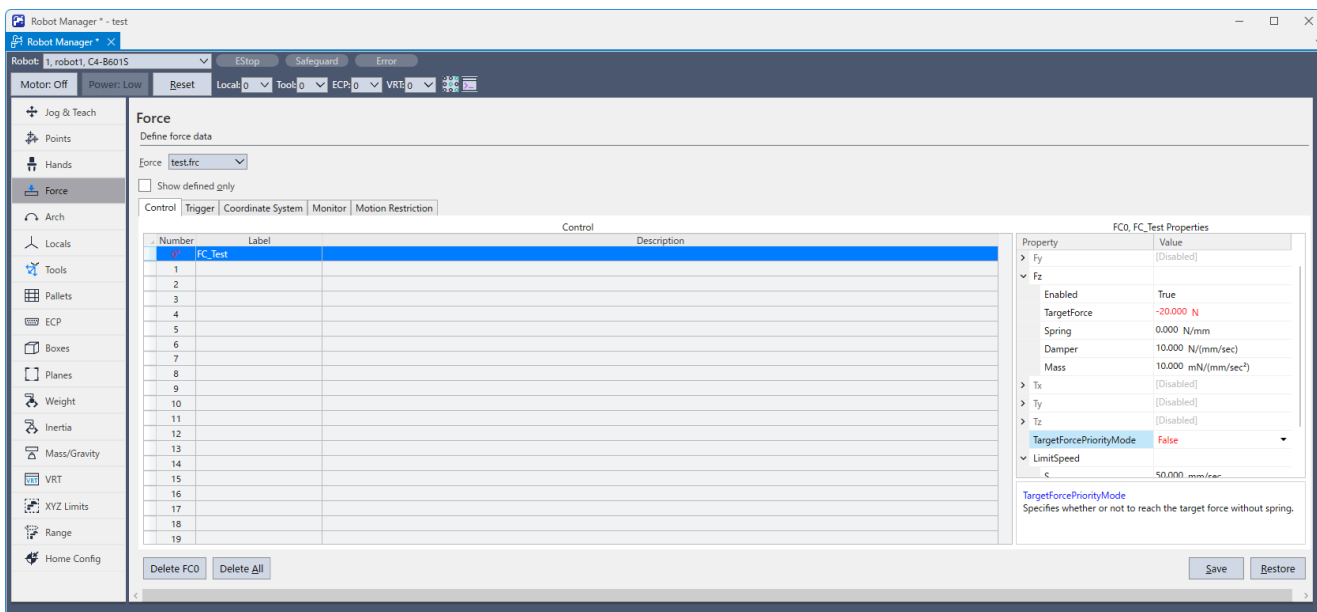 Robot Manager * - test
Robot Manager *
Robot: 1, robot1, C4-B601S EStop Safeguard Error
Motor: Off Power: Low Reset Local: 0 Tool: 0 ECP: 0 VRT: 0
Jog & Teach
Points
Hands
Force
Arch
Locals
Tools
Pallets
ECP
Boxes
Planes
Weight
Inertia
Mass/Gravity
VRT
XYZ Limits
Range
Home Config
Force
Define force data
Force test.frc
Show defined only
Control Trigger Coordinate System Monitor Motion Restriction
Control
Number Label Description
0* FC_Test
1
2
3
4
5
6
7
8
9
10
11
12
13
14
15
16
17
18
19
FC0, FC_Test Properties
Property Value
Fy [Disabled]
Fz
Enabled True
TargetForce -20.000 N
Spring 0.000 N/mm
Damper 10.000 N/(mm/sec)
Mass 10.000 mN/(mm/sec²)
Tx [Disabled]
Ty [Disabled]
Tz [Disabled]
TargetForcePriorityMode False
LimitSpeed
S 50.000 mm/sec
TargetForcePriorityMode
Specifies whether or not to reach the target force without spring.
Delete FC0 Delete All Save Restore